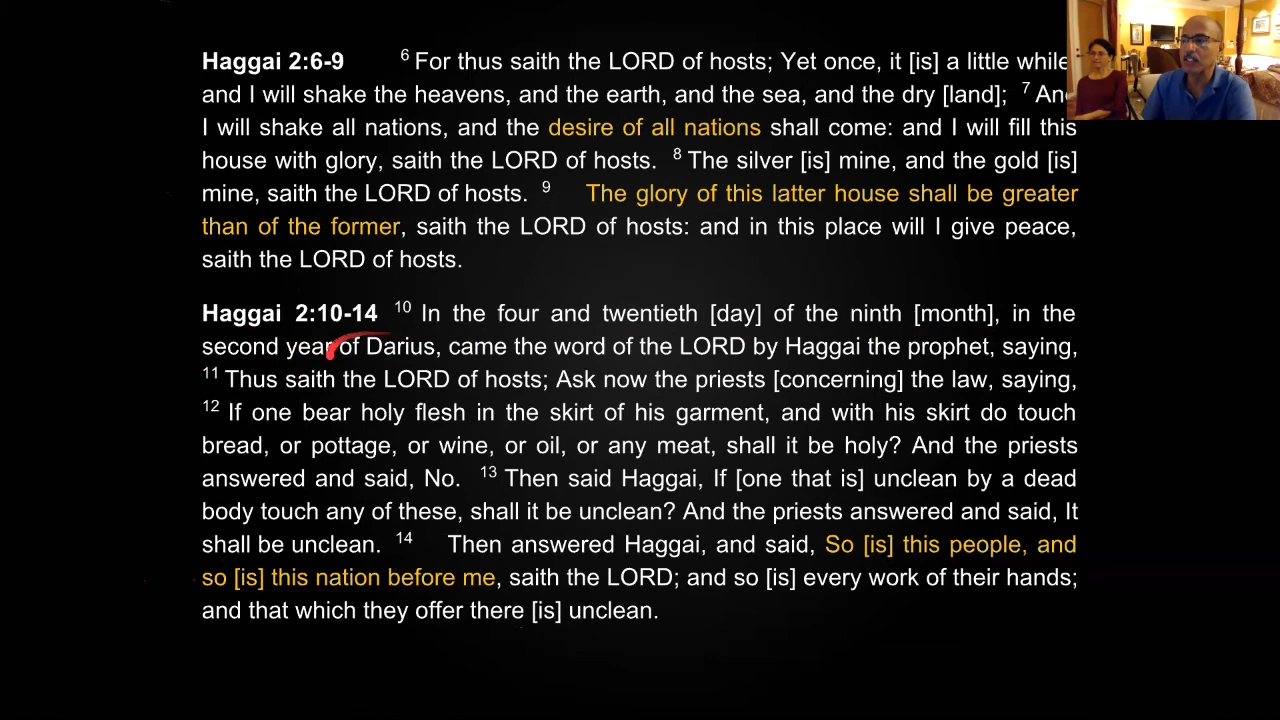 Haggai 2:6-9 6 For thus saith the LORD of hosts; Yet once, it [is] a little while
and I will shake the heavens, and the earth, and the sea, and the dry [land]; 7 And
I will shake all nations, and the desire of all nations shall come: and I will fill this
house with glory, saith the LORD of hosts. 8 The silver [is] mine, and the gold [is]
mine, saith the LORD of hosts. 9 The glory of this latter house shall be greater
than of the former, saith the LORD of hosts: and in this place will I give peace,
saith the LORD of hosts.
Haggai 2:10-14 10 In the four and twentieth [day] of the ninth [month], in the
second year of Darius, came the word of the LORD by Haggai the prophet, saying,
11 Thus saith the LORD of hosts; Ask now the priests [concerning] the law, saying,
12 If one bear holy flesh in the skirt of his garment, and with his skirt do touch
bread, or pottage, or wine, or oil, or any meat, shall it be holy? And the priests
answered and said, No. 13 Then said Haggai, If [one that is] unclean by a dead
body touch any of these, shall it be unclean? And the priests answered and said, It
shall be unclean. 14 Then answered Haggai, and said, So [is] this people, and
so [is] this nation before me, saith the LORD; and so [is] every work of their hands;
and that which they offer there [is] unclean.